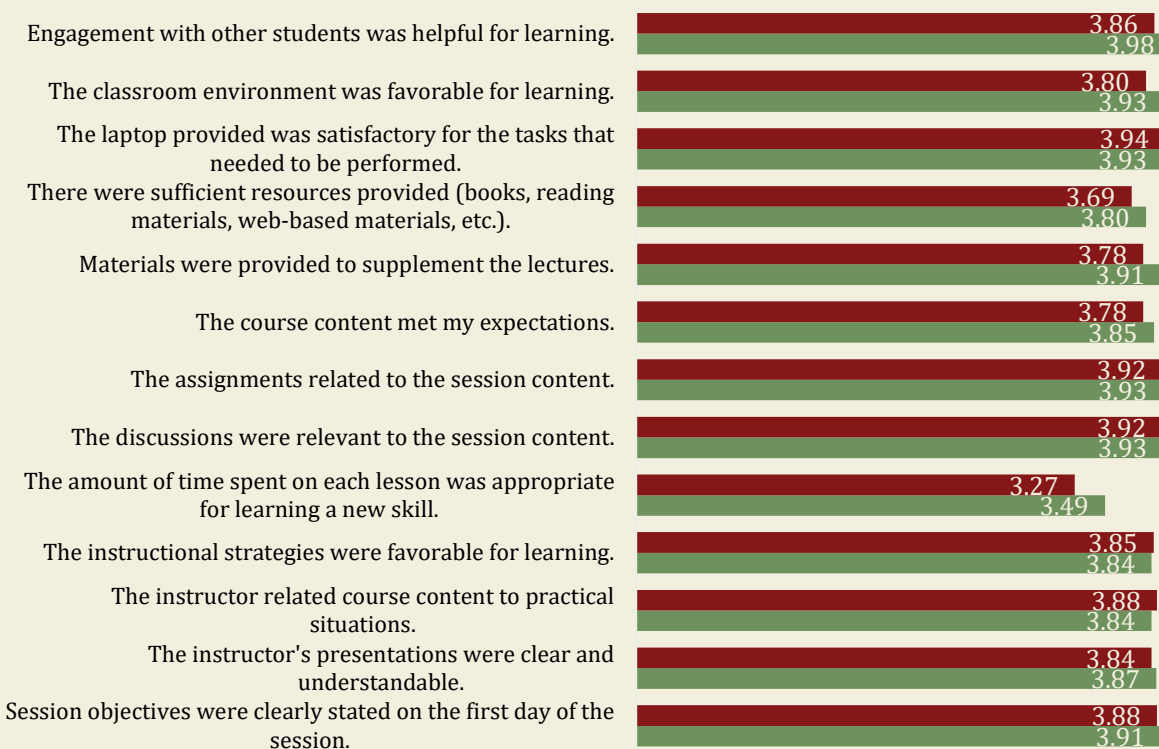 Engagement with other students was helpful for learning.
3.86
3.98
The classroom environment was favorable for learning.
3.80
3.93
The laptop provided was satisfactory for the tasks that
needed to be performed.
3.94
3.93
There were sufficient resources provided (books, reading
materials, web-based materials, etc.).
3.69
3.80
Materials were provided to supplement the lectures.
3.78
3.91
The course content met my expectations.
3.78
3.85
The assignments related to the session content.
3.92
3.93
The discussions were relevant to the session content.
3.92
3.93
The amount of time spent on each lesson was appropriate
for learning a new skill.
3.27
3.49
The instructional strategies were favorable for learning.
3.85
3.84
The instructor related course content to practical
situations.
3.88
3.84
The instructor's presentations were clear and
understandable.
3.84
3.87
Session objectives were clearly stated on the first day of the
session.
3.88
3.91